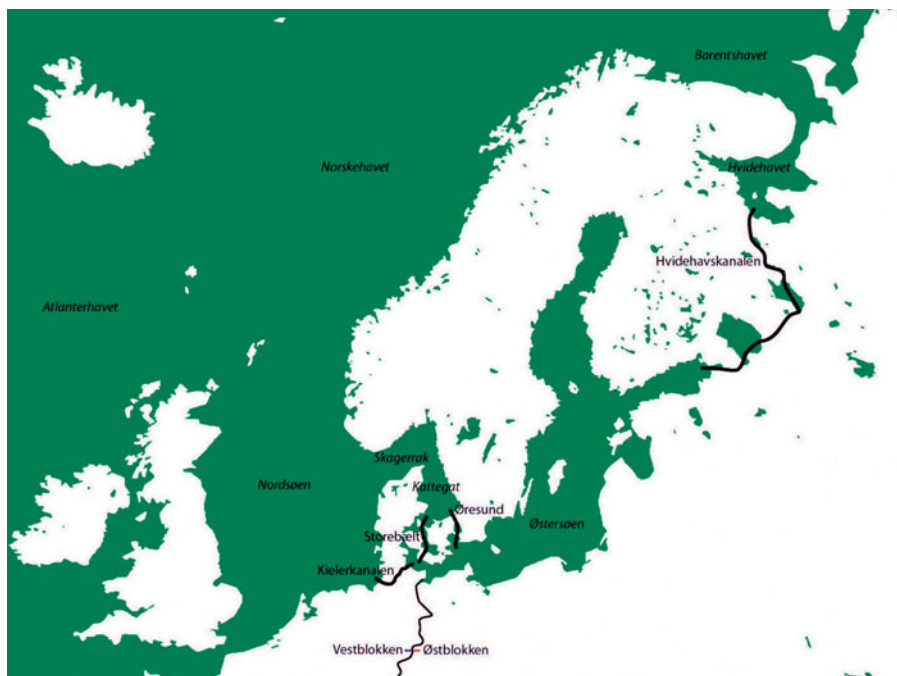 Barentshavet
Norskehavet
Hvidehavet
Hvidehavskanalen
Atlanterhavet
Skagerrak
Nordsøen
Kattegat
Øresund
Østersøen
Storebælt
Kielerkanalen
Vestblokken Østblokken